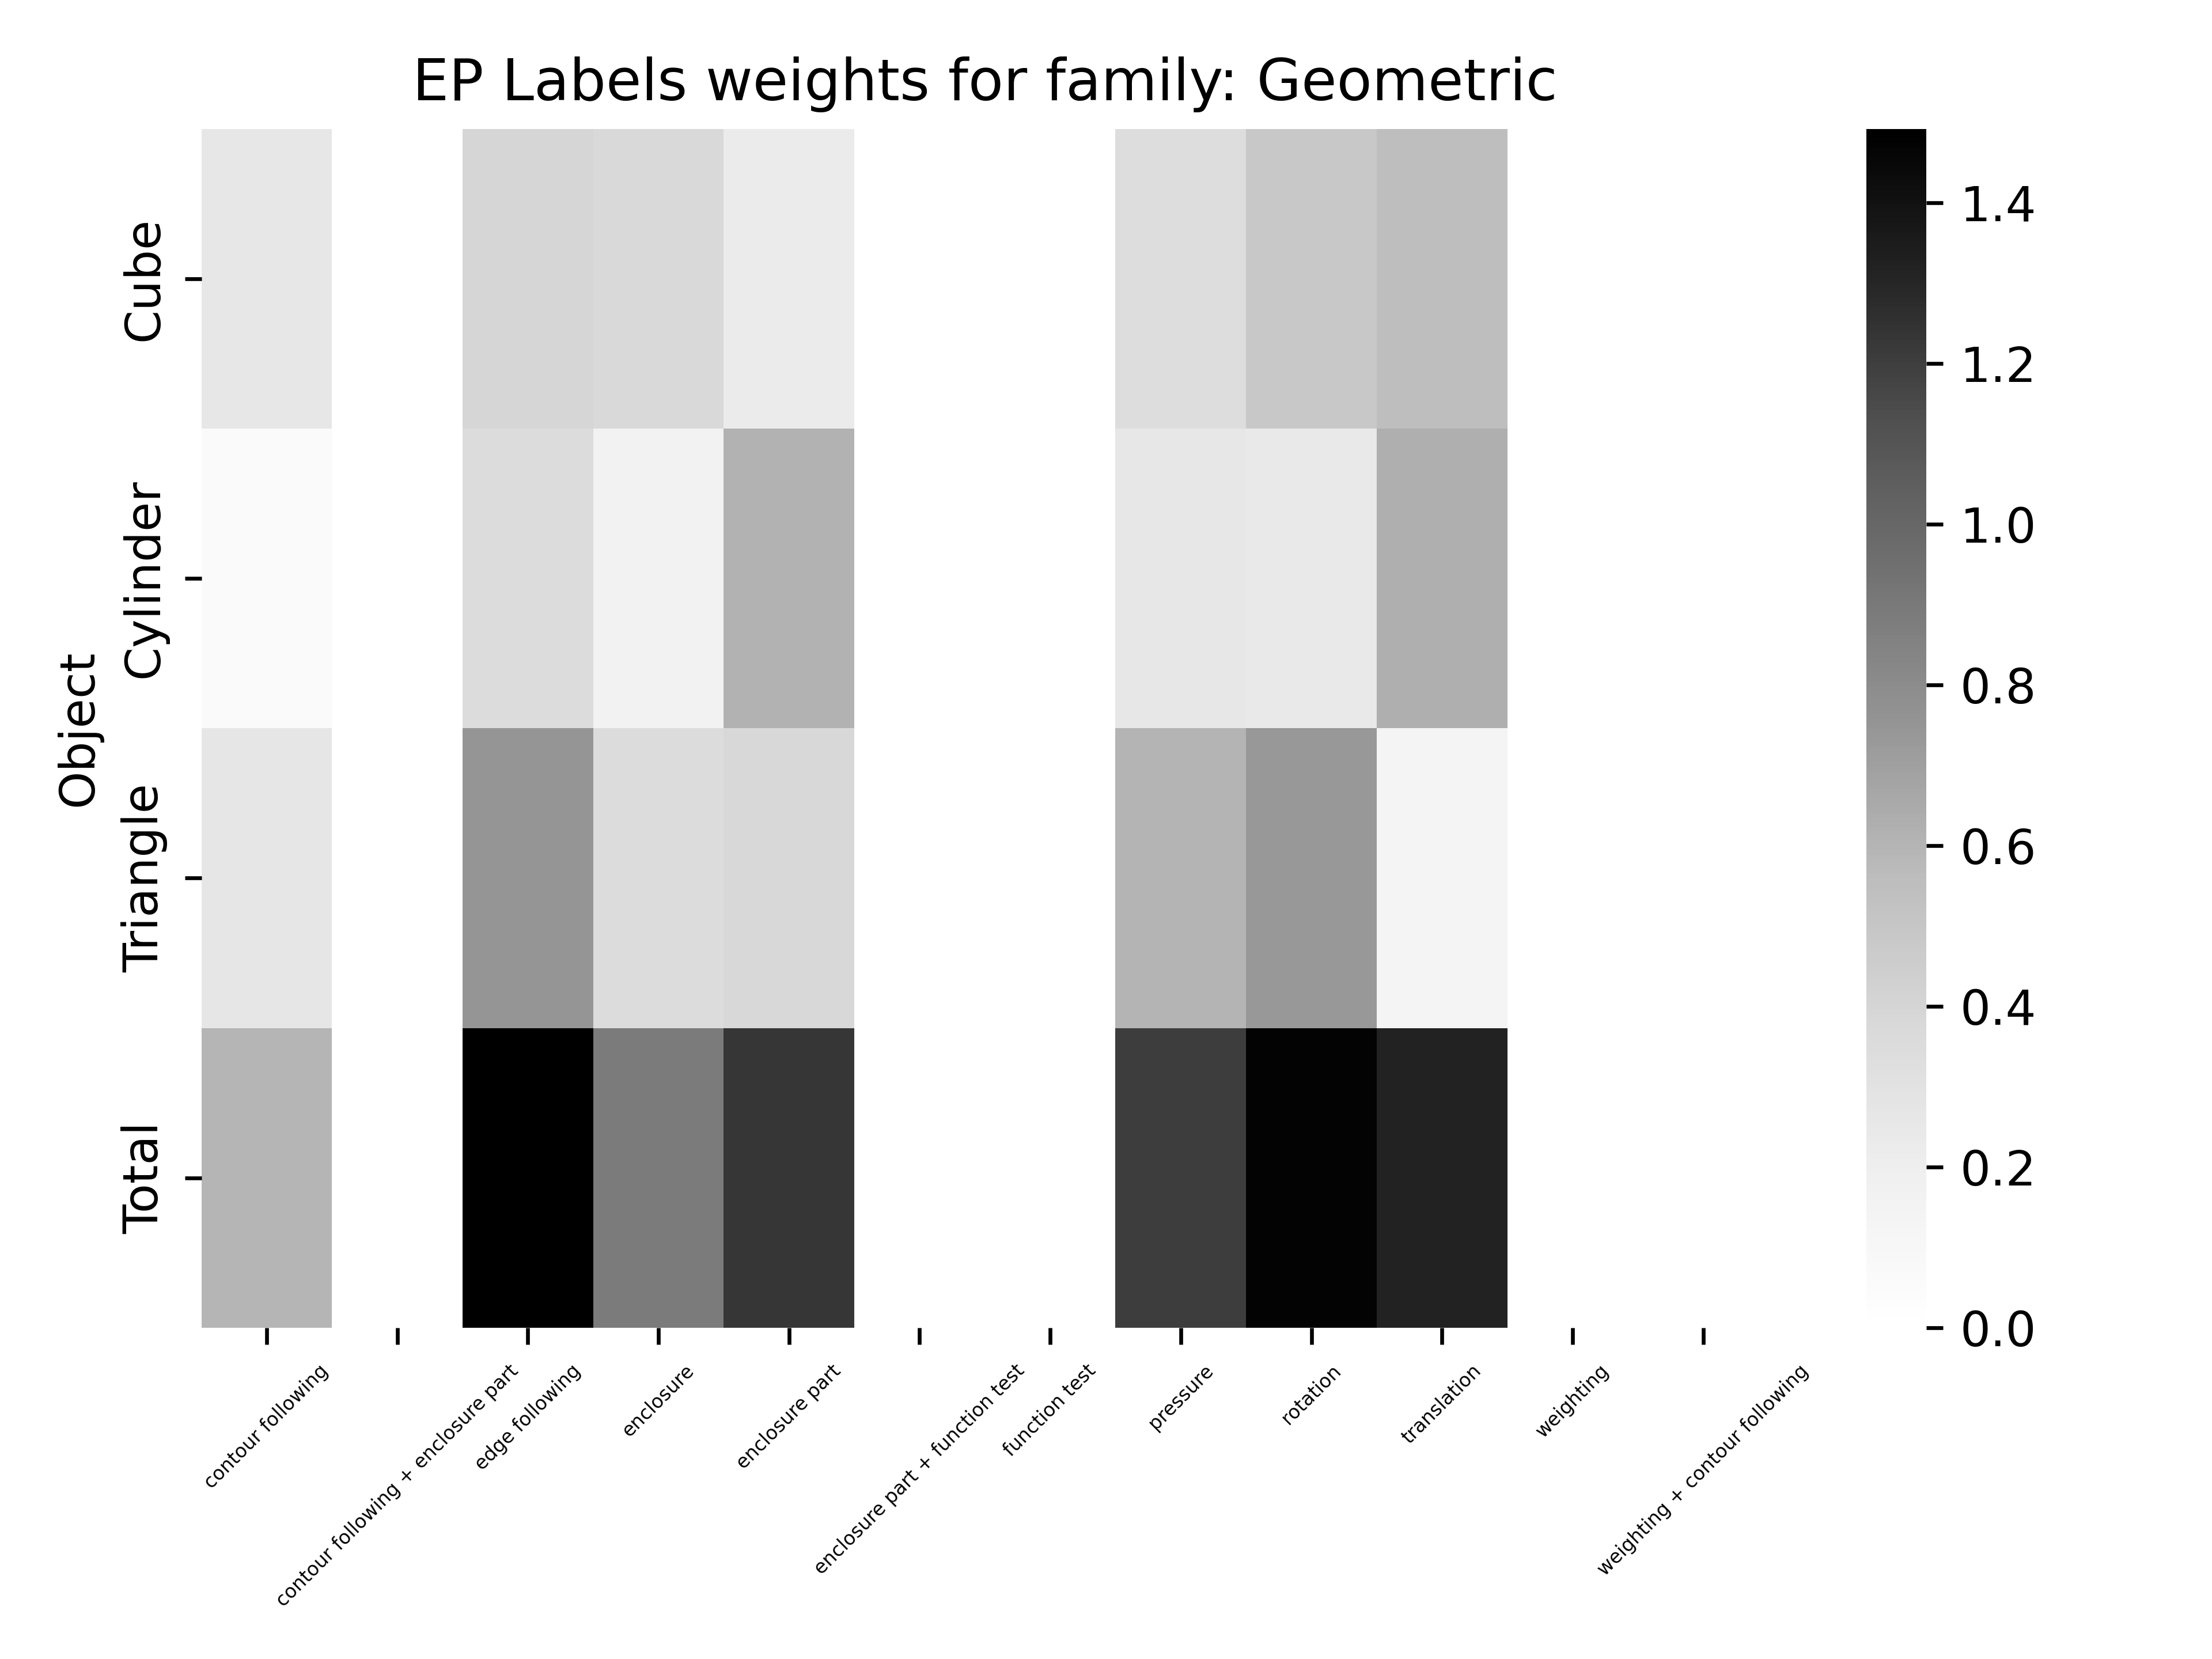 EP Labels weights for family: Geometric
Object
Cube
Cylinder
Triangle
Total
contour following
contour following + enclosure part
edge following
enclosure
enclosure part
enclosure part + function test
function test
pressure
rotation
translation
weighting
weighting + contour following
1.4
1.2
1.0
0.8
0.6
0.4
0.2
0.0